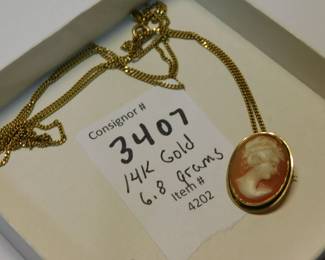 Consignor #
3407
14K Gold
6.8 grams
Item #
4202